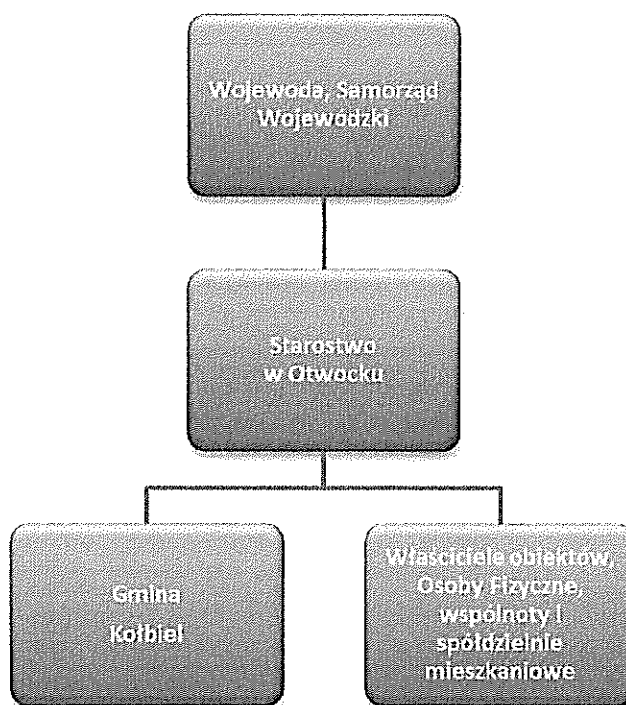 Wojewoda, Samorząd
Wojewódzki
Starostwo
w Otwocku
Gmina
Kołbiel
Właściciele obiektów,
Osoby Fizyczne,
wspólnoty i
spółdzielnie
mieszkaniowe